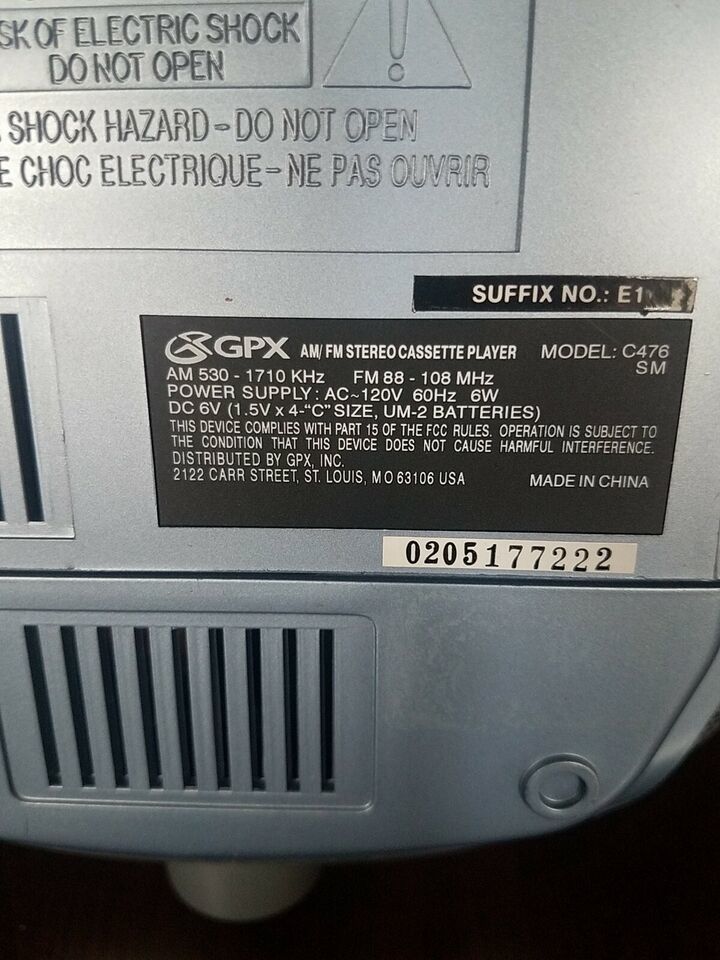 SK OF ELECTRIC SHOCK
DO NOT OPEN
SHOCK HAZARD-DO NOT OPEN
E CHOC ELECTRIQUE-NE PAS OUVRIR
SUFFIX NO.: E1
GPX AM/FM STEREO CASSETTE PLAYER MODEL: C476
SM
AM 530 - 1710 KHz FM 88 - 108 MHz
POWER SUPPLY : AC~120V 60Hz 6W
DC 6V (1.5V x 4-"C" SIZE, UM-2 BATTERIES)
THIS DEVICE COMPLIES WITH PART 15 OF THE FCC RULES. OPERATION IS SUBJECT TO
THE CONDITION THAT THIS DEVICE DOES NOT CAUSE HARMFUL INTERFERENCE.
DISTRIBUTED BY GPX, INC.
2122 CARR STREET, ST. LOUIS, MO 63106 USA MADE IN CHINA
0205177222